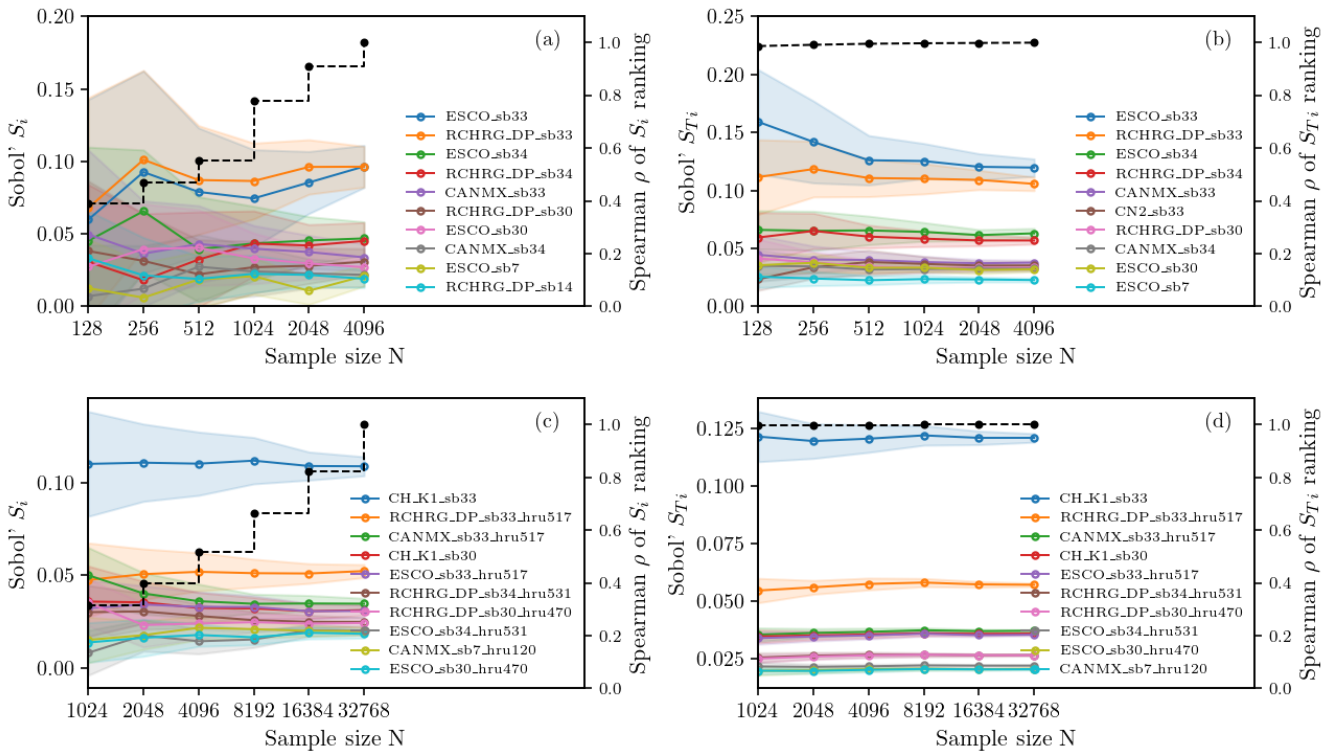 (a)
Sobol' S_i
0.20
0.15
0.10
0.05
0.00
128 256 512 1024 2048 4096
Sample size N
1.0
0.8
0.6
0.4
0.2
0.0
Spearman ρ of S_i ranking
ESCO_sb33
RCHRG_DP_sb33
ESCO_sb34
RCHRG_DP_sb34
CANMX_sb33
RCHRG_DP_sb30
ESCO_sb30
CANMX_sb34
ESCO_sb7
RCHRG_DP_sb14
(b)
Sobol' S_Ti
0.25
0.20
0.15
0.10
0.05
0.00
128 256 512 1024 2048 4096
Sample size N
1.0
0.8
0.6
0.4
0.2
0.0
Spearman ρ of S_Ti ranking
ESCO_sb33
RCHRG_DP_sb33
ESCO_sb34
RCHRG_DP_sb34
CANMX_sb33
CN2_sb33
RCHRG_DP_sb30
CANMX_sb34
ESCO_sb30
ESCO_sb7
(c)
Sobol' S_i
0.10
0.05
0.00
1024 2048 4096 8192 16384 32768
Sample size N
1.0
0.8
0.6
0.4
0.2
0.0
Spearman ρ of S_i ranking
CH_K1_sb33
RCHRG_DP_sb33_hru517
CANMX_sb33_hru517
CH_K1_sb30
ESCO_sb33_hru517
RCHRG_DP_sb34_hru531
RCHRG_DP_sb30_hru470
ESCO_sb34_hru531
CANMX_sb7_hru120
ESCO_sb30_hru470
(d)
Sobol' S_Ti
0.125
0.100
0.075
0.050
0.025
1024 2048 4096 8192 16384 32768
Sample size N
1.0
0.8
0.6
0.4
0.2
0.0
Spearman ρ of S_Ti ranking
CH_K1_sb33
RCHRG_DP_sb33_hru517
CANMX_sb33_hru517
CH_K1_sb30
ESCO_sb33_hru517
RCHRG_DP_sb34_hru531
RCHRG_DP_sb30_hru470
ESCO_sb34_hru531
ESCO_sb30_hru470
CANMX_sb7_hru120